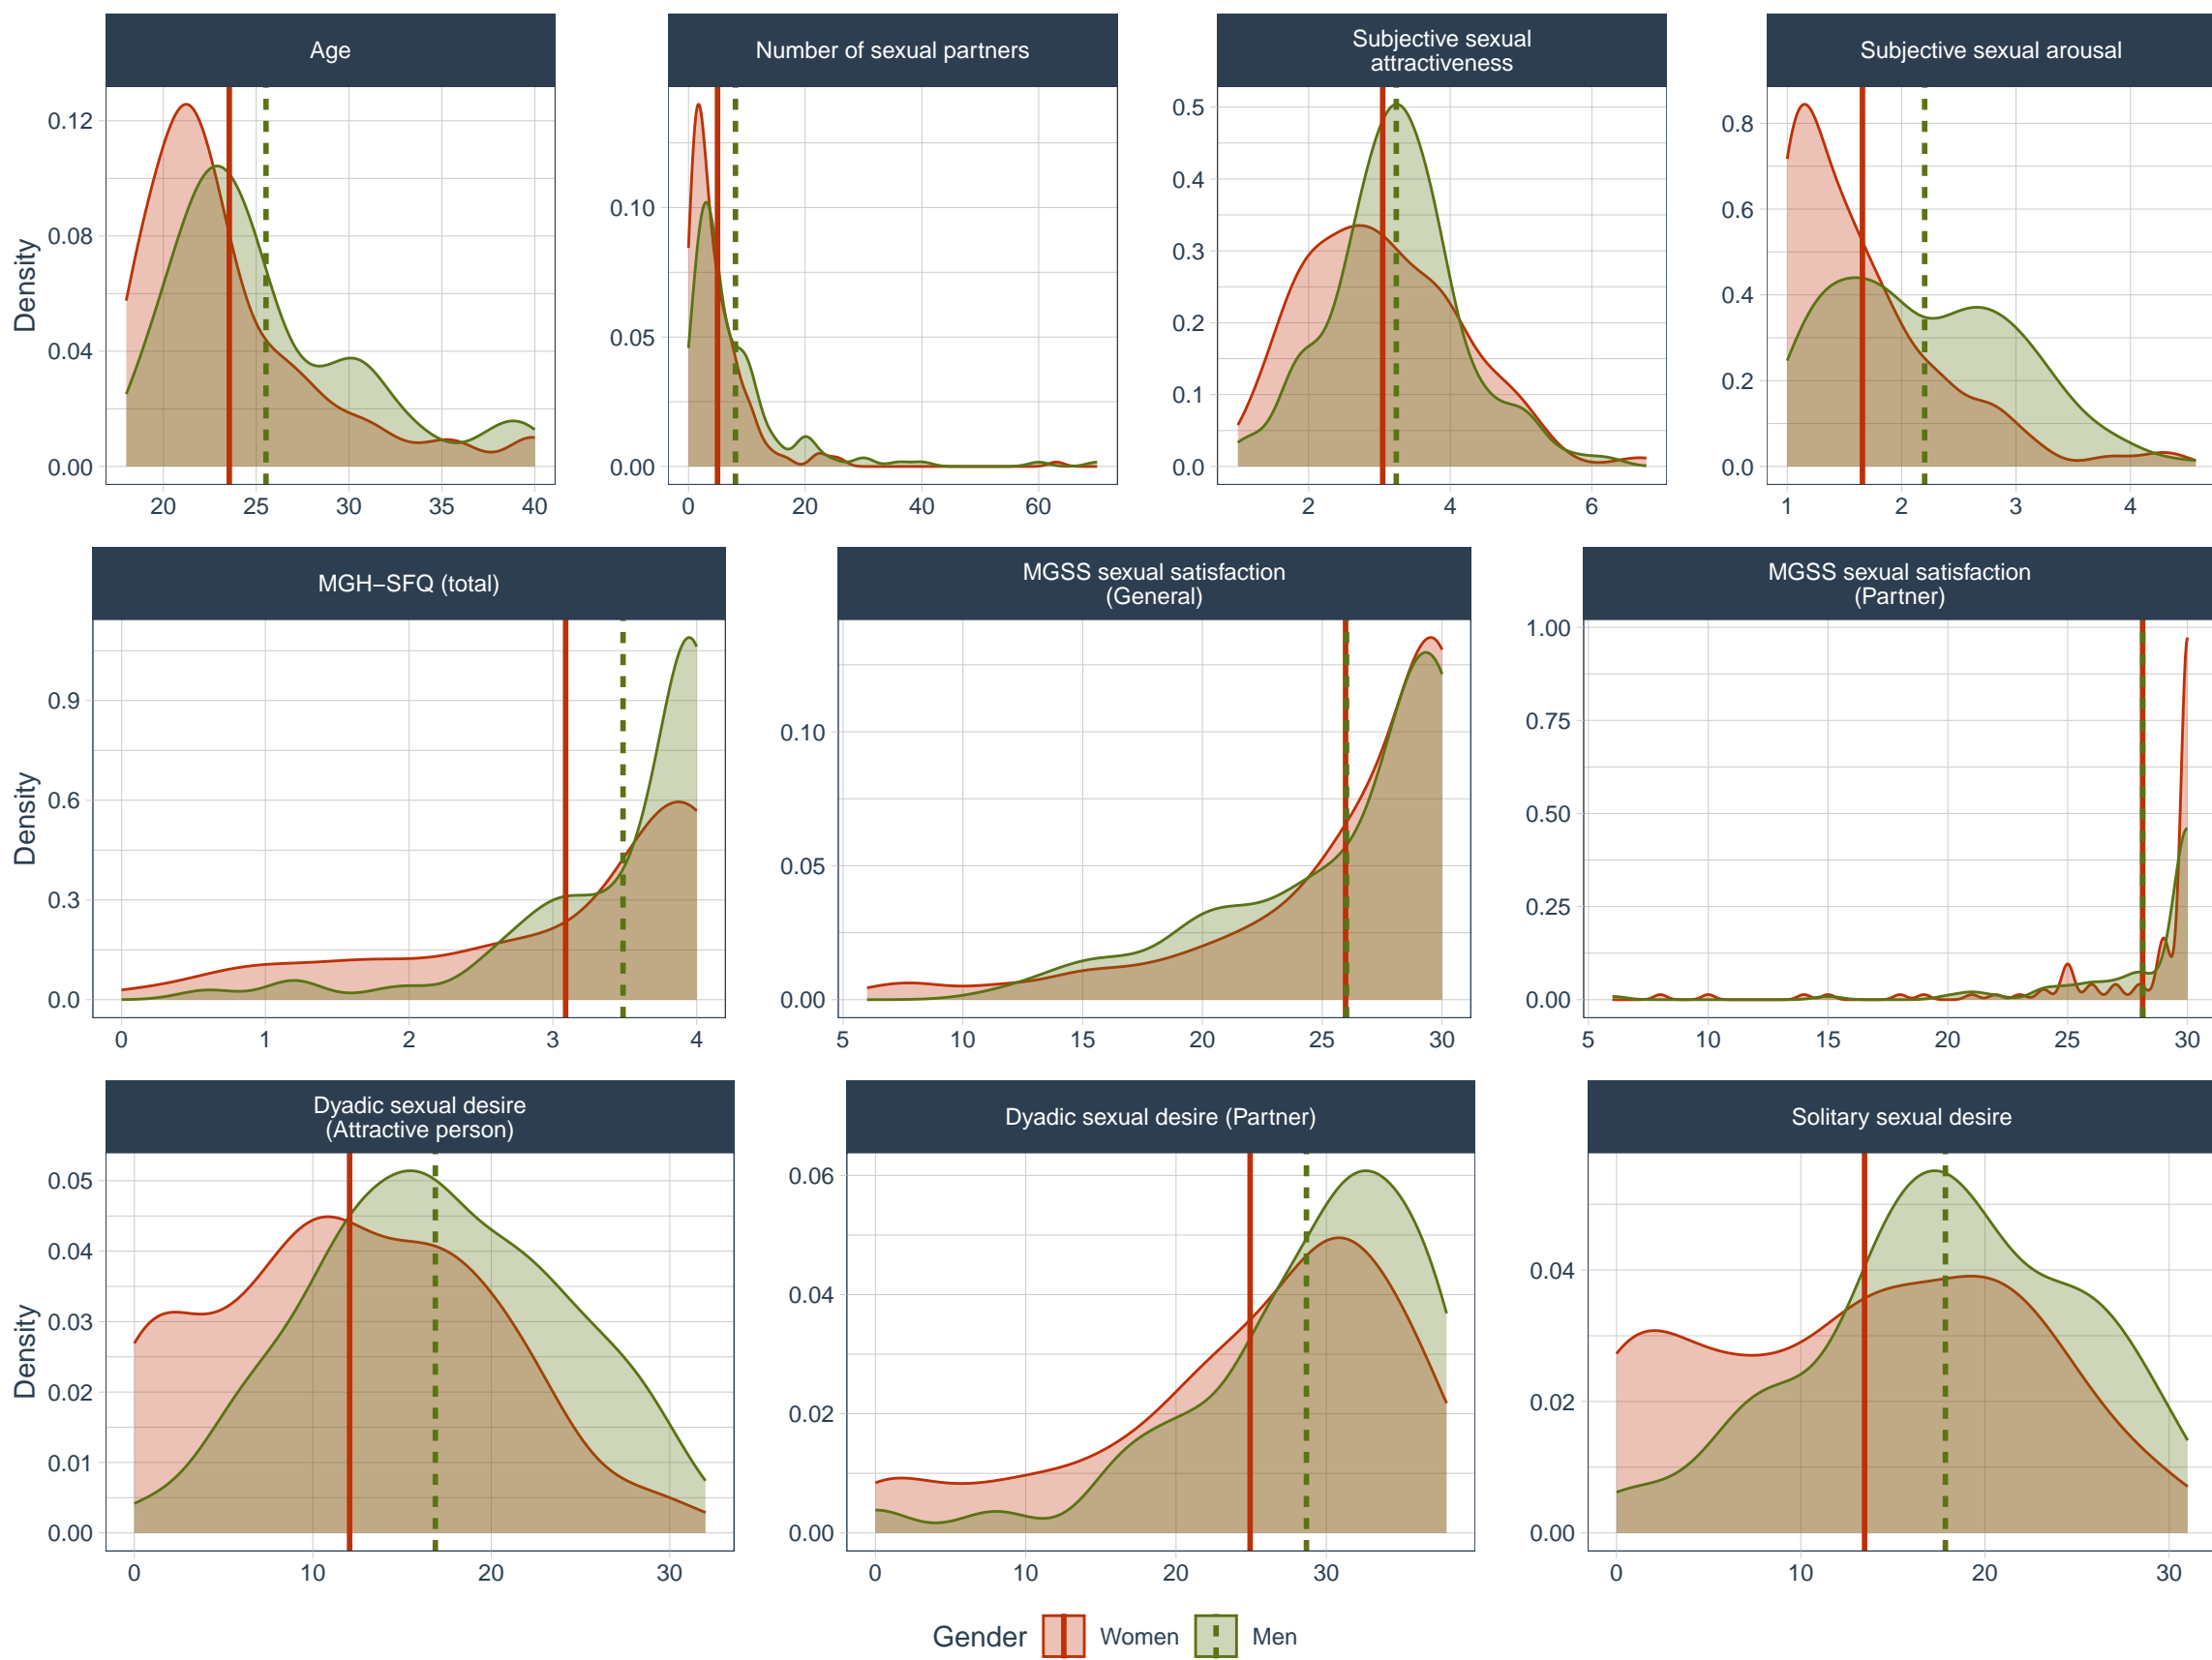 Age
Number of sexual partners
Subjective sexual
attractiveness
Subjective sexual arousal
Density
0.12
0.08
0.04
0.00
20 25 30 35 40
0.10
0.05
0.00
0 20 40 60
0.5
0.4
0.3
0.2
0.1
0.0
2 4 6
0.8
0.6
0.4
0.2
0.0
1 2 3 4
MGH−SFQ (total)
MGSS sexual satisfaction
(General)
MGSS sexual satisfaction
(Partner)
Density
0.9
0.6
0.3
0.0
0 1 2 3 4
0.10
0.05
0.00
5 10 15 20 25 30
1.00
0.75
0.50
0.25
0.00
5 10 15 20 25 30
Dyadic sexual desire
(Attractive person)
Dyadic sexual desire (Partner)
Solitary sexual desire
Density
0.05
0.04
0.03
0.02
0.01
0.00
0 10 20 30
0.06
0.04
0.02
0.00
0 10 20 30
0.04
0.02
0.00
0 10 20 30
Gender Women Men